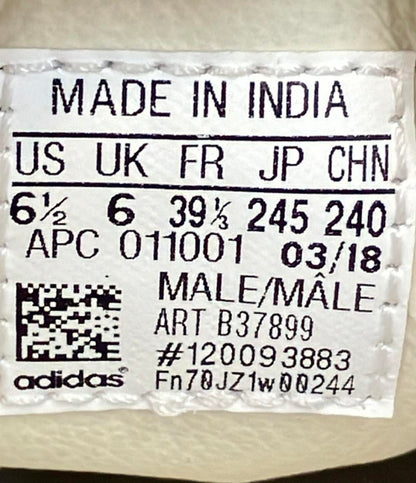 MADE IN INDIA
US UK FR JP CHN
6½ 6 39⅓ 245 240
APC 011001 03/18
MALE/MÂLE
ART B37899
#120093883
adidas® Fn70JZ1w00244